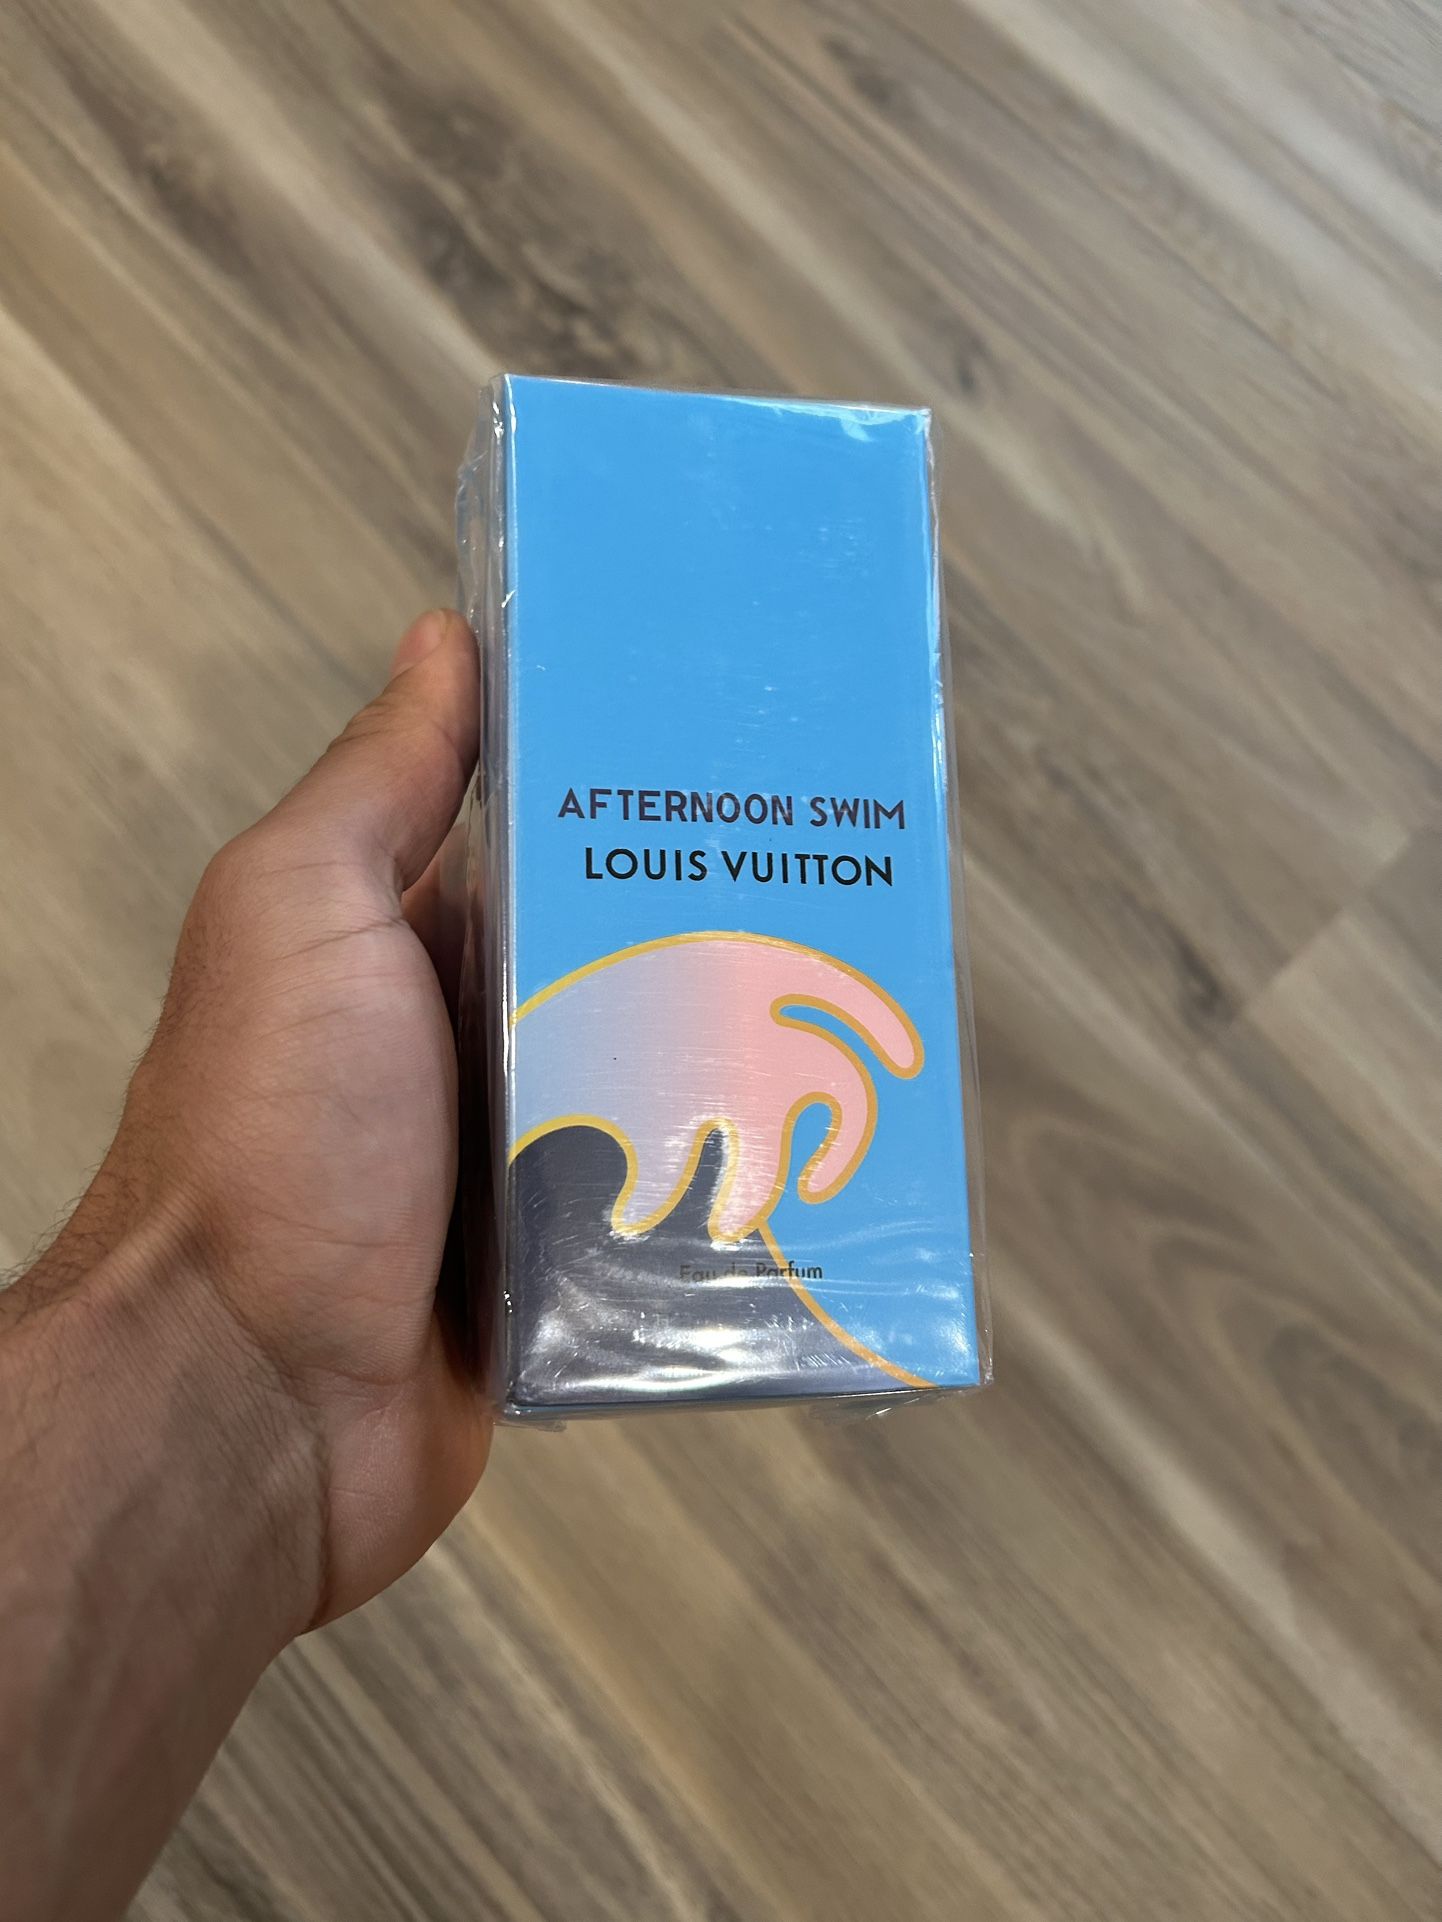 AFTERNOON SWIM
LOUIS VUITTON
Eau de Parfum